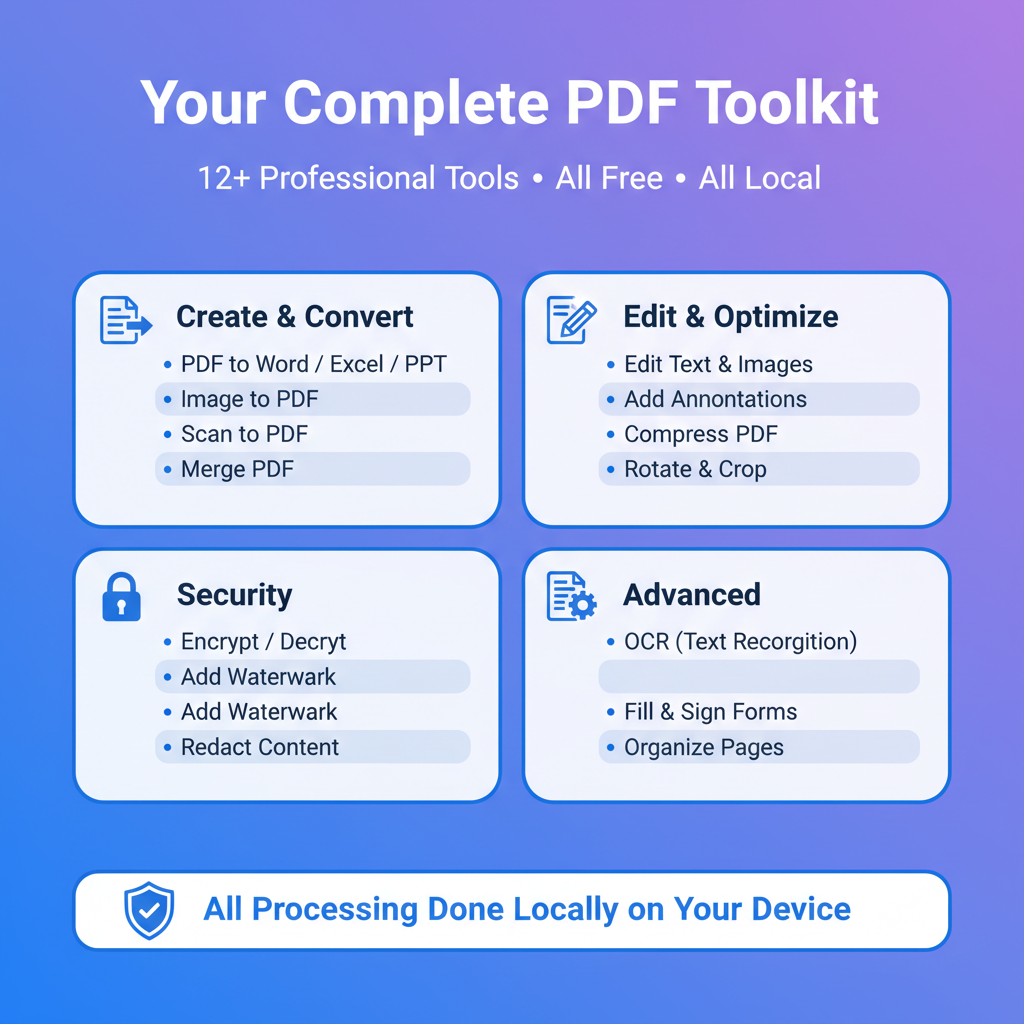 Your Complete PDF Toolkit
12+ Professional Tools • All Free • All Local
Create & Convert
• PDF to Word / Excel / PPT
• Image to PDF
• Scan to PDF
• Merge PDF
Edit & Optimize
• Edit Text & Images
• Add Annontations
• Compress PDF
• Rotate & Crop
Security
• Encrypt / Decryt
• Add Waterwark
• Add Waterwark
• Redact Content
Advanced
• OCR (Text Recorgition)
• Fill & Sign Forms
• Organize Pages
All Processing Done Locally on Your Device